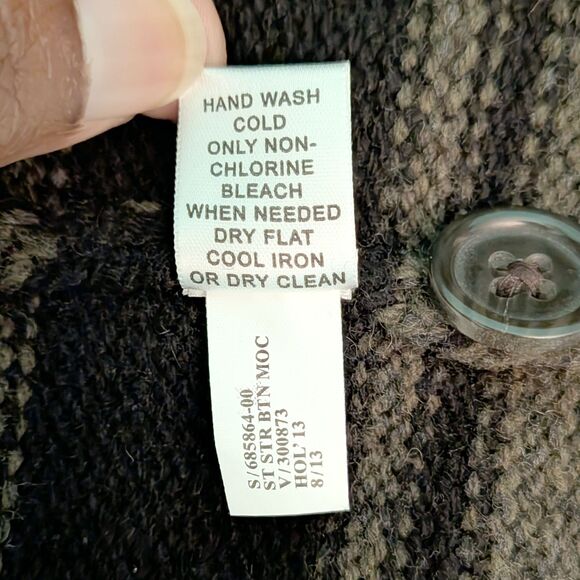 HAND WASH
COLD
ONLY NON-
CHLORINE
BLEACH
WHEN NEEDED
DRY FLAT
COOL IRON
OR DRY CLEAN
S/685864-00
ST STR BTN MOC
V/300873
HOL' 13
8/13